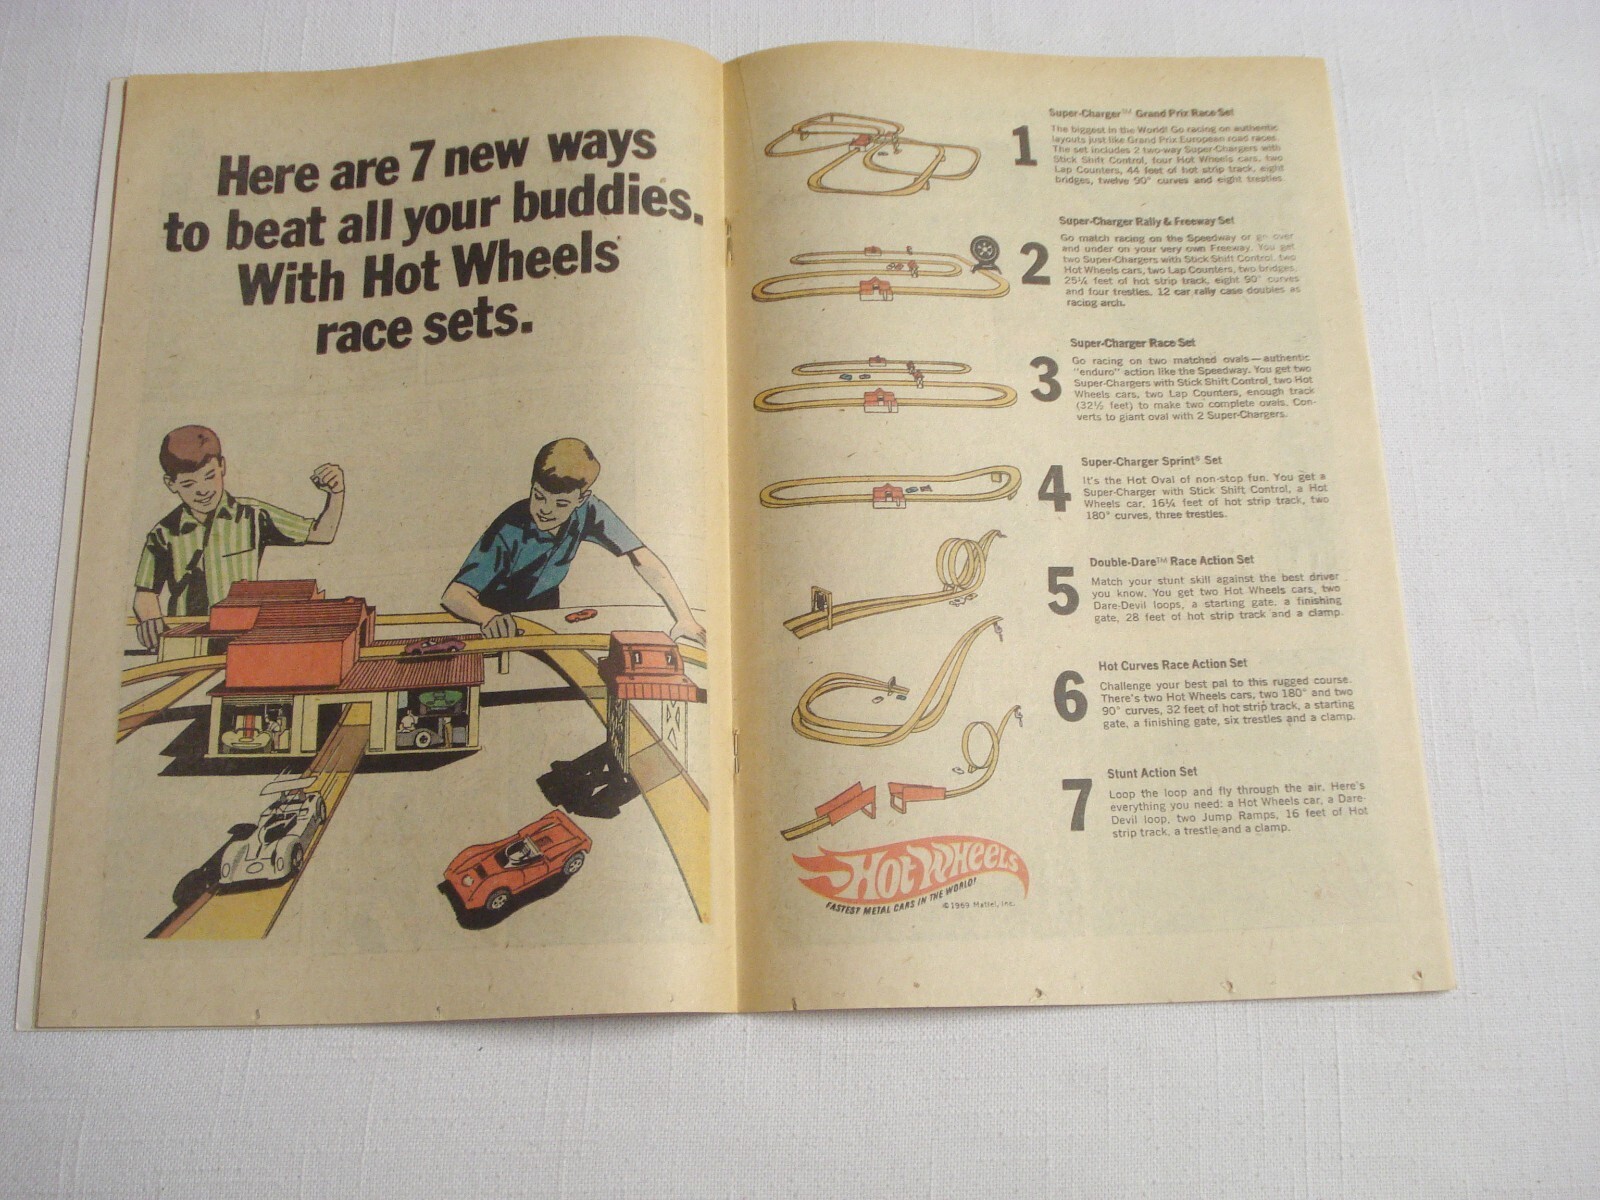 Here are 7 new ways
to beat all your buddies.
With Hot Wheels
race sets.
1 7
1
Super-Charger™ Grand Prix Race Set
The biggest in the World! Go racing on authentic
layouts just like Grand Prix European road races.
The set includes 2 two-way Super-Chargers with
Stick Shift Control, four Hot Wheels cars, two
Lap Counters, 44 feet of hot strip track, eight
bridges, twelve 90° curves and eight trestles.
2
Super-Charger Rally & Freeway Set
Go match racing on the Speedway or go over
and under on your very own Freeway. You get
two Super-Chargers with Stick Shift Control, two
Hot Wheels cars, two Lap Counters, two bridges,
25¼ feet of hot strip track, eight 90° curves
and four trestles. 12 car rally case doubles as
racing arch.
3
Super-Charger Race Set
Go racing on two matched ovals—authentic
"enduro" action like the Speedway. You get two
Super-Chargers with Stick Shift Control, two Hot
Wheels cars, two Lap Counters, enough track
(32½ feet) to make two complete ovals. Con-
verts to giant oval with 2 Super-Chargers.
4
Super-Charger Sprint® Set
It's the Hot Oval of non-stop fun. You get a
Super-Charger with Stick Shift Control, a Hot
Wheels car, 16¼ feet of hot strip track, two
180° curves, three trestles.
5
Double-Dare™ Race Action Set
Match your stunt skill against the best driver
you know. You get two Hot Wheels cars, two
Dare-Devil loops, a starting gate, a finishing
gate, 28 feet of hot strip track and a clamp.
6
Hot Curves Race Action Set
Challenge your best pal to this rugged course.
There's two Hot Wheels cars, two 180° and two
90° curves, 32 feet of hot strip track, a starting
gate, a finishing gate, six trestles and a clamp.
7
Stunt Action Set
Loop the loop and fly through the air. Here's
everything you need: a Hot Wheels car, a Dare-
Devil loop, two Jump Ramps, 16 feet of Hot
strip track, a trestle and a clamp.
HOT WHEELS
FASTEST METAL CARS IN THE WORLD!
©1969 Mattel, Inc.